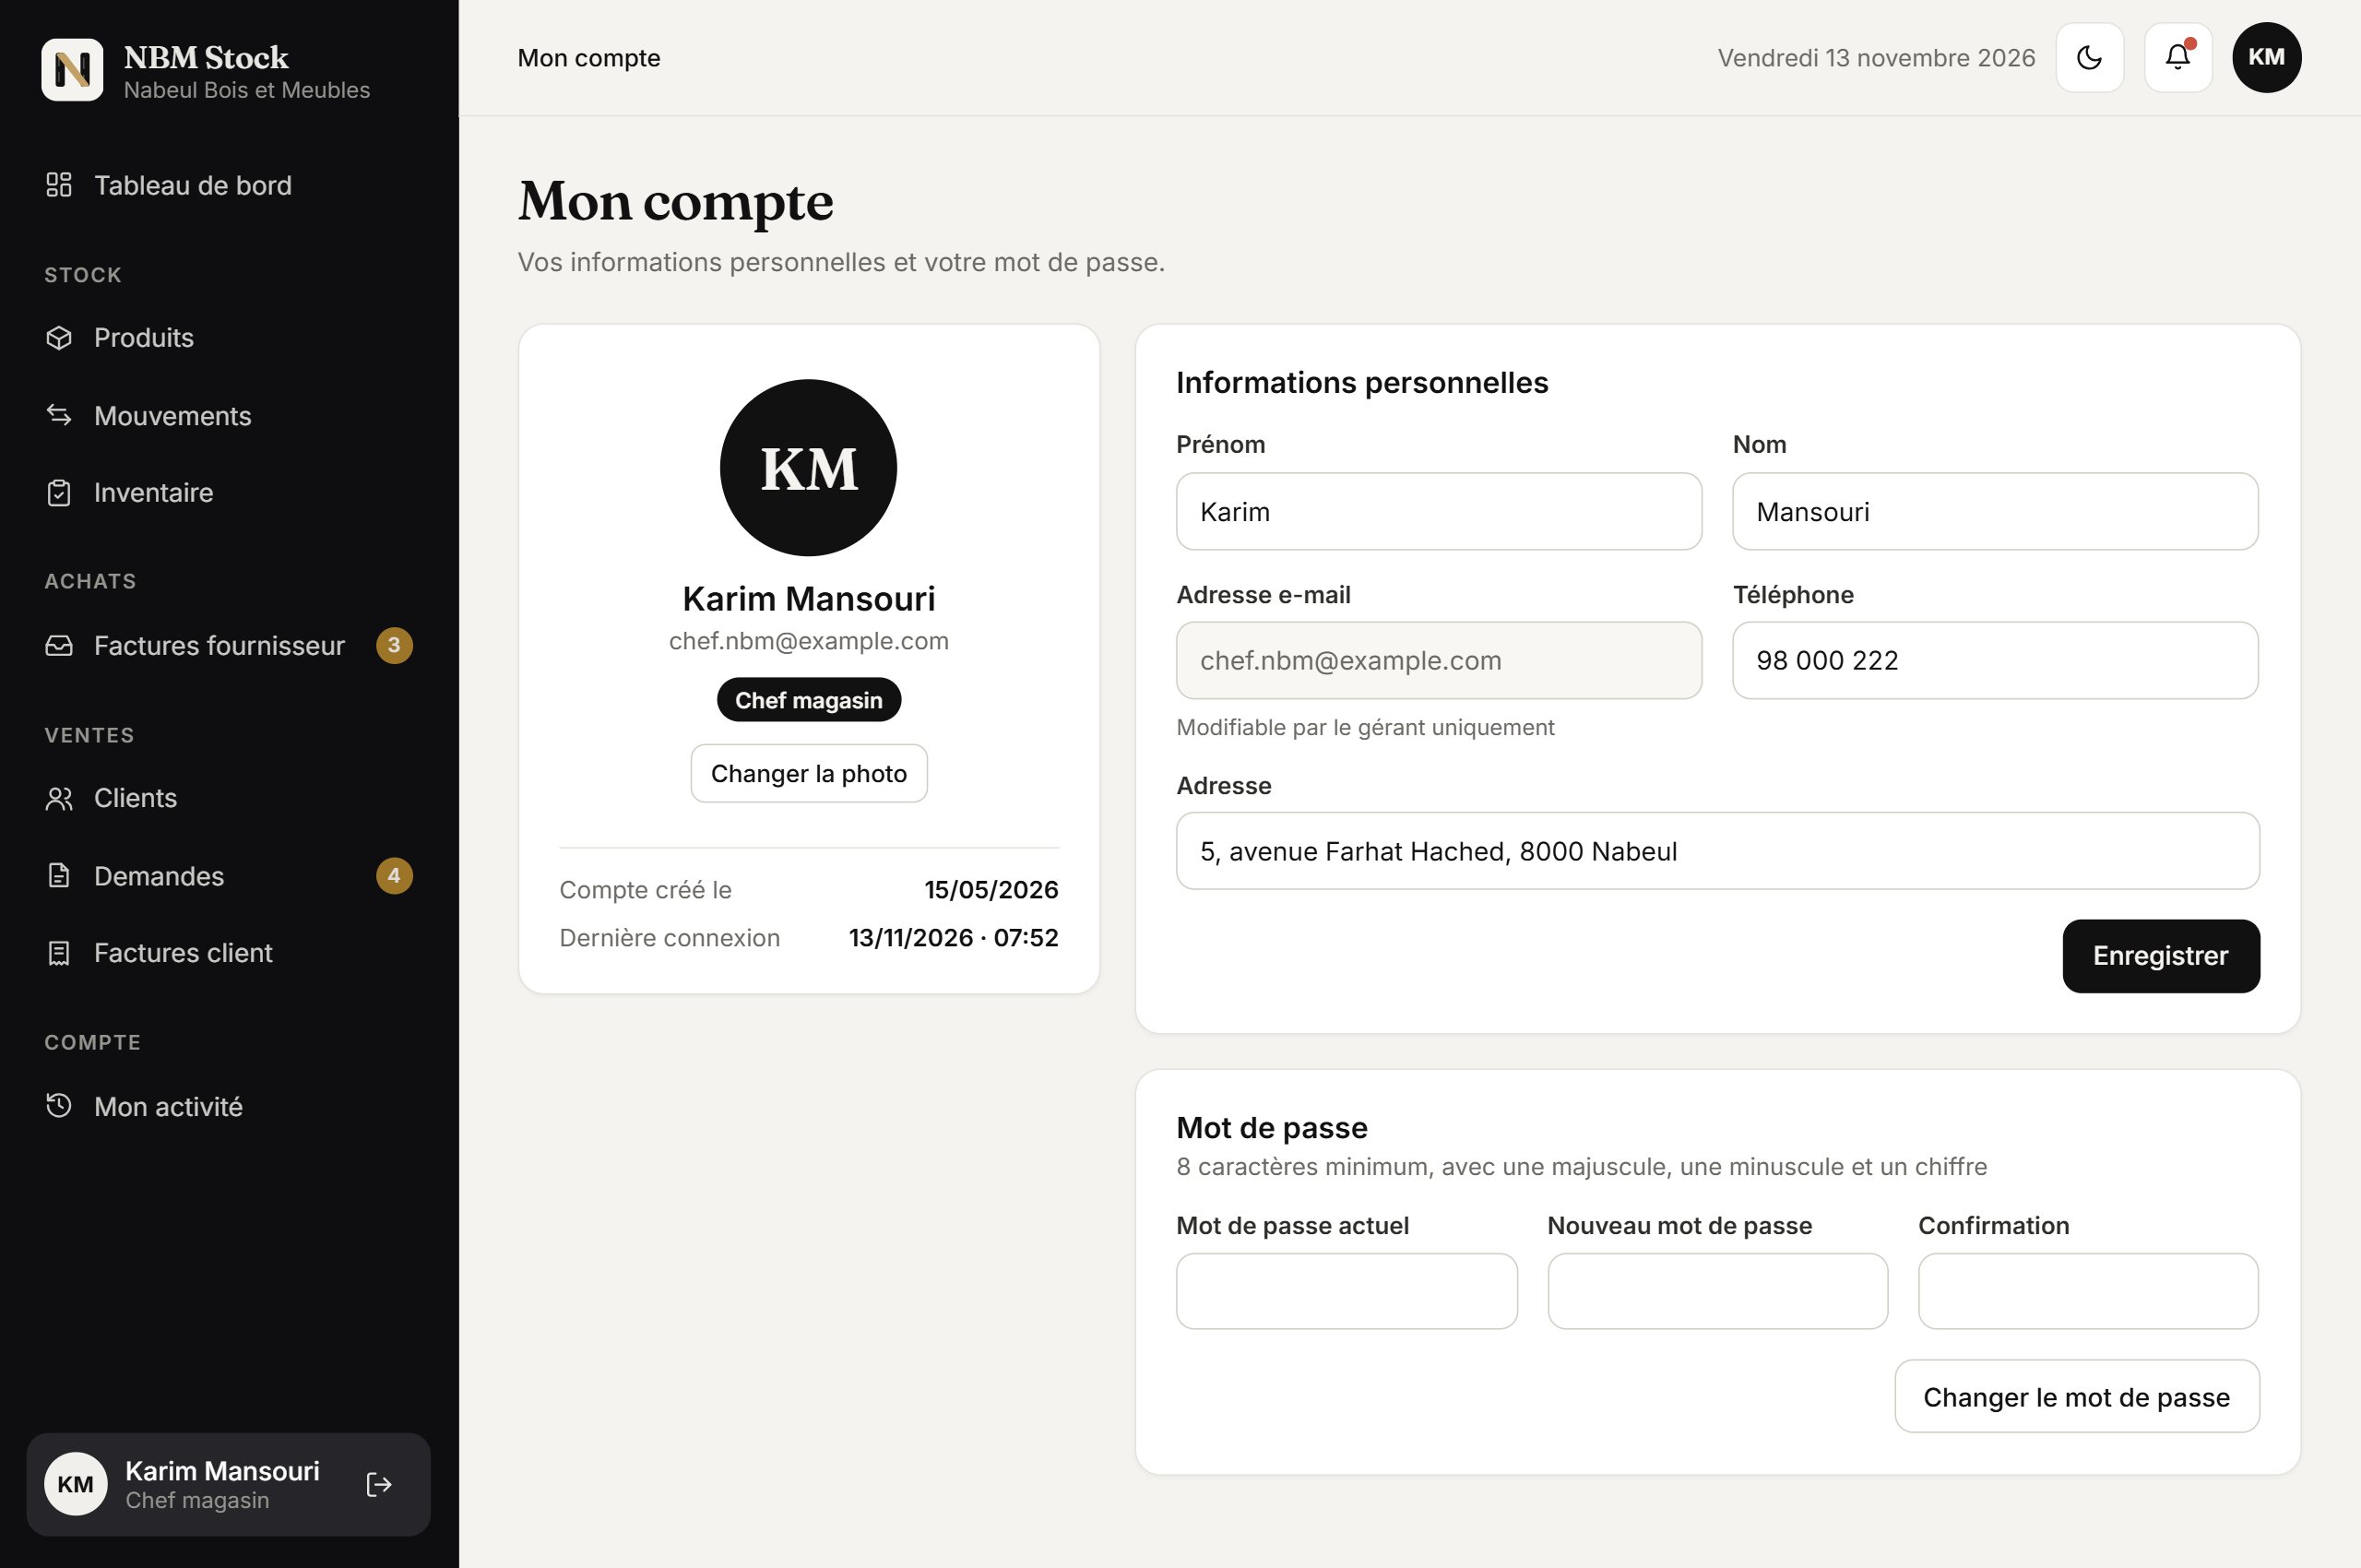 N
NBM Stock
Nabeul Bois et Meubles
Tableau de bord
STOCK
Produits
Mouvements
Inventaire
ACHATS
Factures fournisseur 3
VENTES
Clients
Demandes 4
Factures client
COMPTE
Mon activité
KM
Karim Mansouri
Chef magasin
Mon compte
Vendredi 13 novembre 2026
KM
Mon compte
Vos informations personnelles et votre mot de passe.
KM
Karim Mansouri
chef.nbm@example.com
Chef magasin
Changer la photo
Compte créé le 15/05/2026
Dernière connexion 13/11/2026 · 07:52
Informations personnelles
Prénom Nom
Karim Mansouri
Adresse e-mail Téléphone
chef.nbm@example.com 98 000 222
Modifiable par le gérant uniquement
Adresse
5, avenue Farhat Hached, 8000 Nabeul
Enregistrer
Mot de passe
8 caractères minimum, avec une majuscule, une minuscule et un chiffre
Mot de passe actuel Nouveau mot de passe Confirmation
Changer le mot de passe